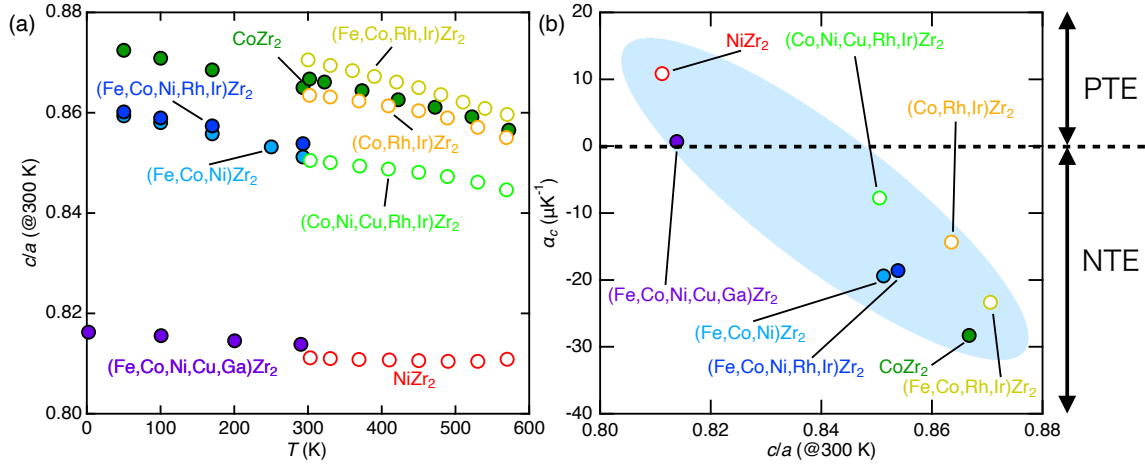 (a)
CoZr2
(Fe,Co,Rh,Ir)Zr2
(Fe,Co,Ni,Rh,Ir)Zr2
(Co,Rh,Ir)Zr2
(Fe,Co,Ni)Zr2
(Co,Ni,Cu,Rh,Ir)Zr2
(Fe,Co,Ni,Cu,Ga)Zr2
NiZr2
0.88
0.86
0.84
0.82
0.80
c/a (@300 K)
0
100
200
300
400
500
600
T (K)
(b)
NiZr2
(Co,Ni,Cu,Rh,Ir)Zr2
(Co,Rh,Ir)Zr2
(Fe,Co,Ni,Cu,Ga)Zr2
(Fe,Co,Ni)Zr2
(Fe,Co,Ni,Rh,Ir)Zr2
CoZr2
(Fe,Co,Rh,Ir)Zr2
20
10
0
-10
-20
-30
-40
αc (μK-1)
0.80
0.82
0.84
0.86
0.88
c/a (@300 K)
PTE
NTE